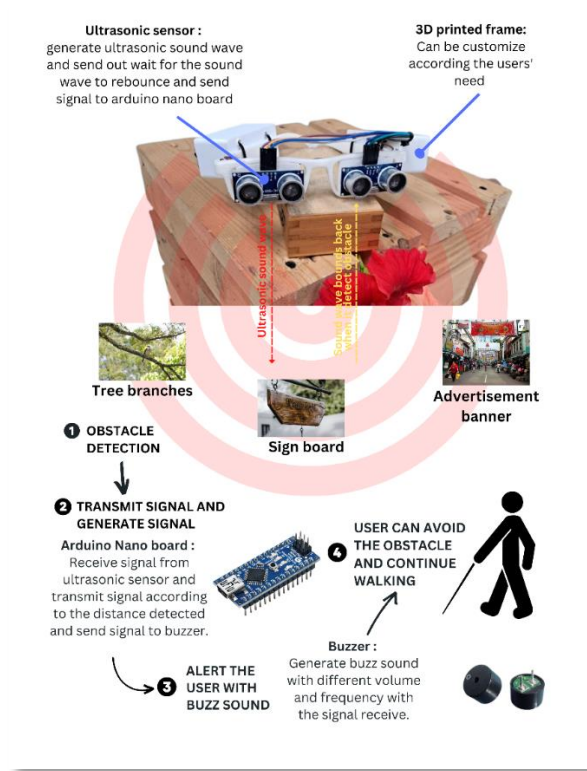 Ultrasonic sensor :
generate ultrasonic sound wave
and send out wait for the sound
wave to rebounce and send
signal to arduino nano board
3D printed frame:
Can be customize
according the users'
need
Ultrasonic sound wave
Sound wave bounds back
when is detect obstacle
Tree branches
Sign board
Advertisement
banner
1 OBSTACLE
DETECTION
2 TRANSMIT SIGNAL AND
GENERATE SIGNAL
Arduino Nano board :
Receive signal from
ultrasonic sensor and
transmit signal according
to the distance detected
and send signal to buzzer.
3 ALERT THE
USER WITH
BUZZ SOUND
4 USER CAN AVOID
THE OBSTACLE
AND CONTINUE
WALKING
Buzzer :
Generate buzz sound
with different volume
and frequency with
the signal receive.